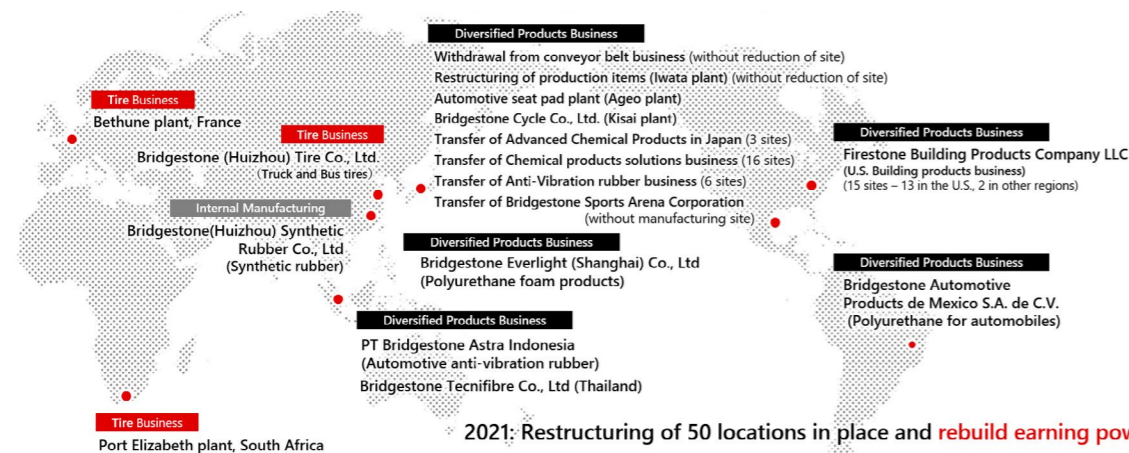 Diversified Products Business
Withdrawal from conveyor belt business (without reduction of site)
Restructuring of production items (Iwata plant) (without reduction of site)
Automotive seat pad plant (Ageo plant)
Bridgestone Cycle Co., Ltd. (Kisai plant)
Transfer of Advanced Chemical Products in Japan (3 sites)
Transfer of Chemical products solutions business (16 sites)
Transfer of Anti-Vibration rubber business (6 sites)
Transfer of Bridgestone Sports Arena Corporation
(without manufacturing site)
Tire Business
Bethune plant, France
Tire Business
Bridgestone (Huizhou) Tire Co., Ltd.
(Truck and Bus tires)
Internal Manufacturing
Bridgestone(Huizhou) Synthetic
Rubber Co., Ltd
(Synthetic rubber)
Diversified Products Business
Firestone Building Products Company LLC
(U.S. Building products business)
(15 sites – 13 in the U.S., 2 in other regions)
Diversified Products Business
Bridgestone Everlight (Shanghai) Co., Ltd
(Polyurethane foam products)
Diversified Products Business
Bridgestone Automotive
Products de Mexico S.A. de C.V.
(Polyurethane for automobiles)
Diversified Products Business
PT Bridgestone Astra Indonesia
(Automotive anti-vibration rubber)
Bridgestone Tecnifibre Co., Ltd (Thailand)
Tire Business
Port Elizabeth plant, South Africa
2021: Restructuring of 50 locations in place and rebuild earning